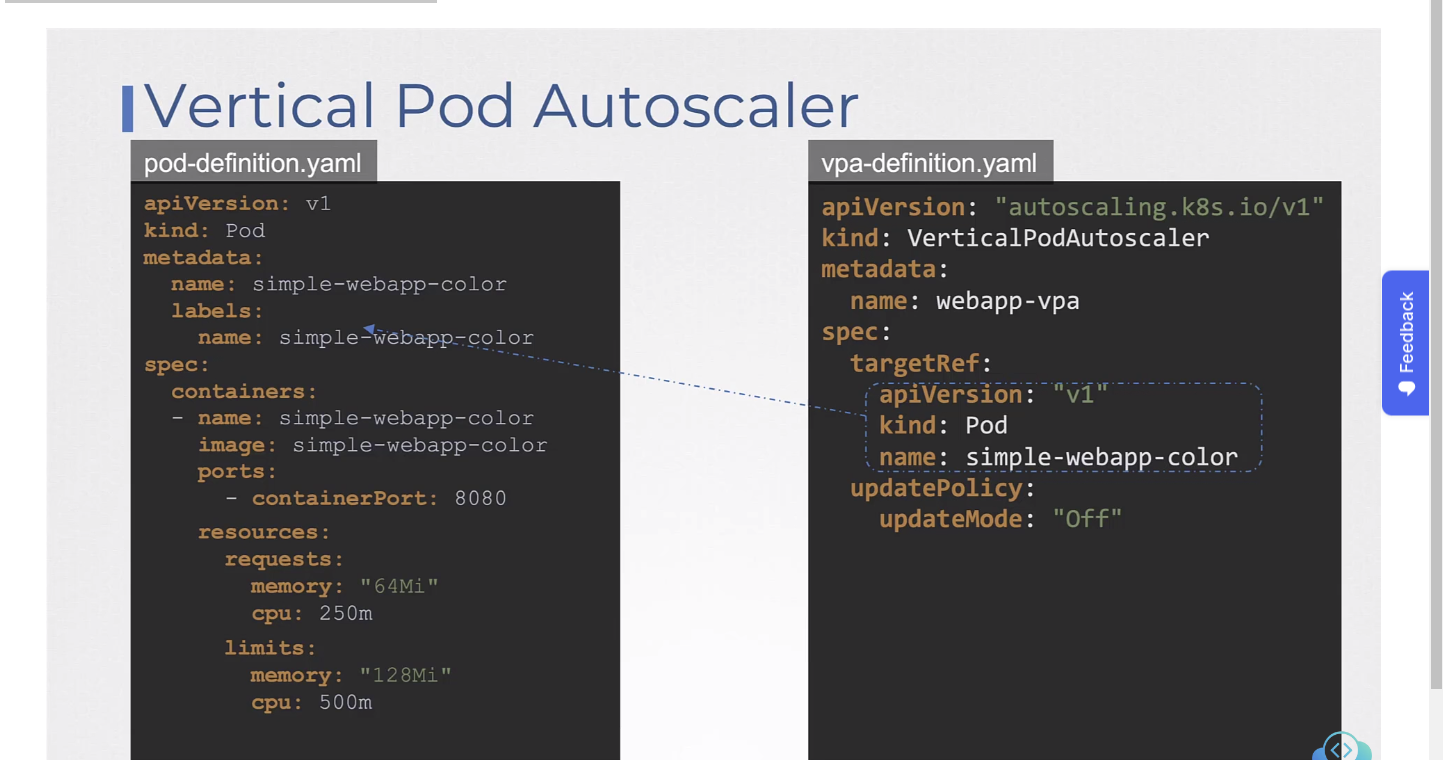 Vertical Pod Autoscaler
pod-definition.yaml
apiVersion: v1
kind: Pod
metadata:
  name: simple-webapp-color
  labels:
    name: simple-webapp-color
spec:
  containers:
  - name: simple-webapp-color
    image: simple-webapp-color
    ports:
      - containerPort: 8080
    resources:
      requests:
        memory: "64Mi"
        cpu: 250m
      limits:
        memory: "128Mi"
        cpu: 500m
vpa-definition.yaml
apiVersion: "autoscaling.k8s.io/v1"
kind: VerticalPodAutoscaler
metadata:
  name: webapp-vpa
spec:
  targetRef:
    apiVersion: "v1"
    kind: Pod
    name: simple-webapp-color
  updatePolicy:
    updateMode: "Off"
Feedback